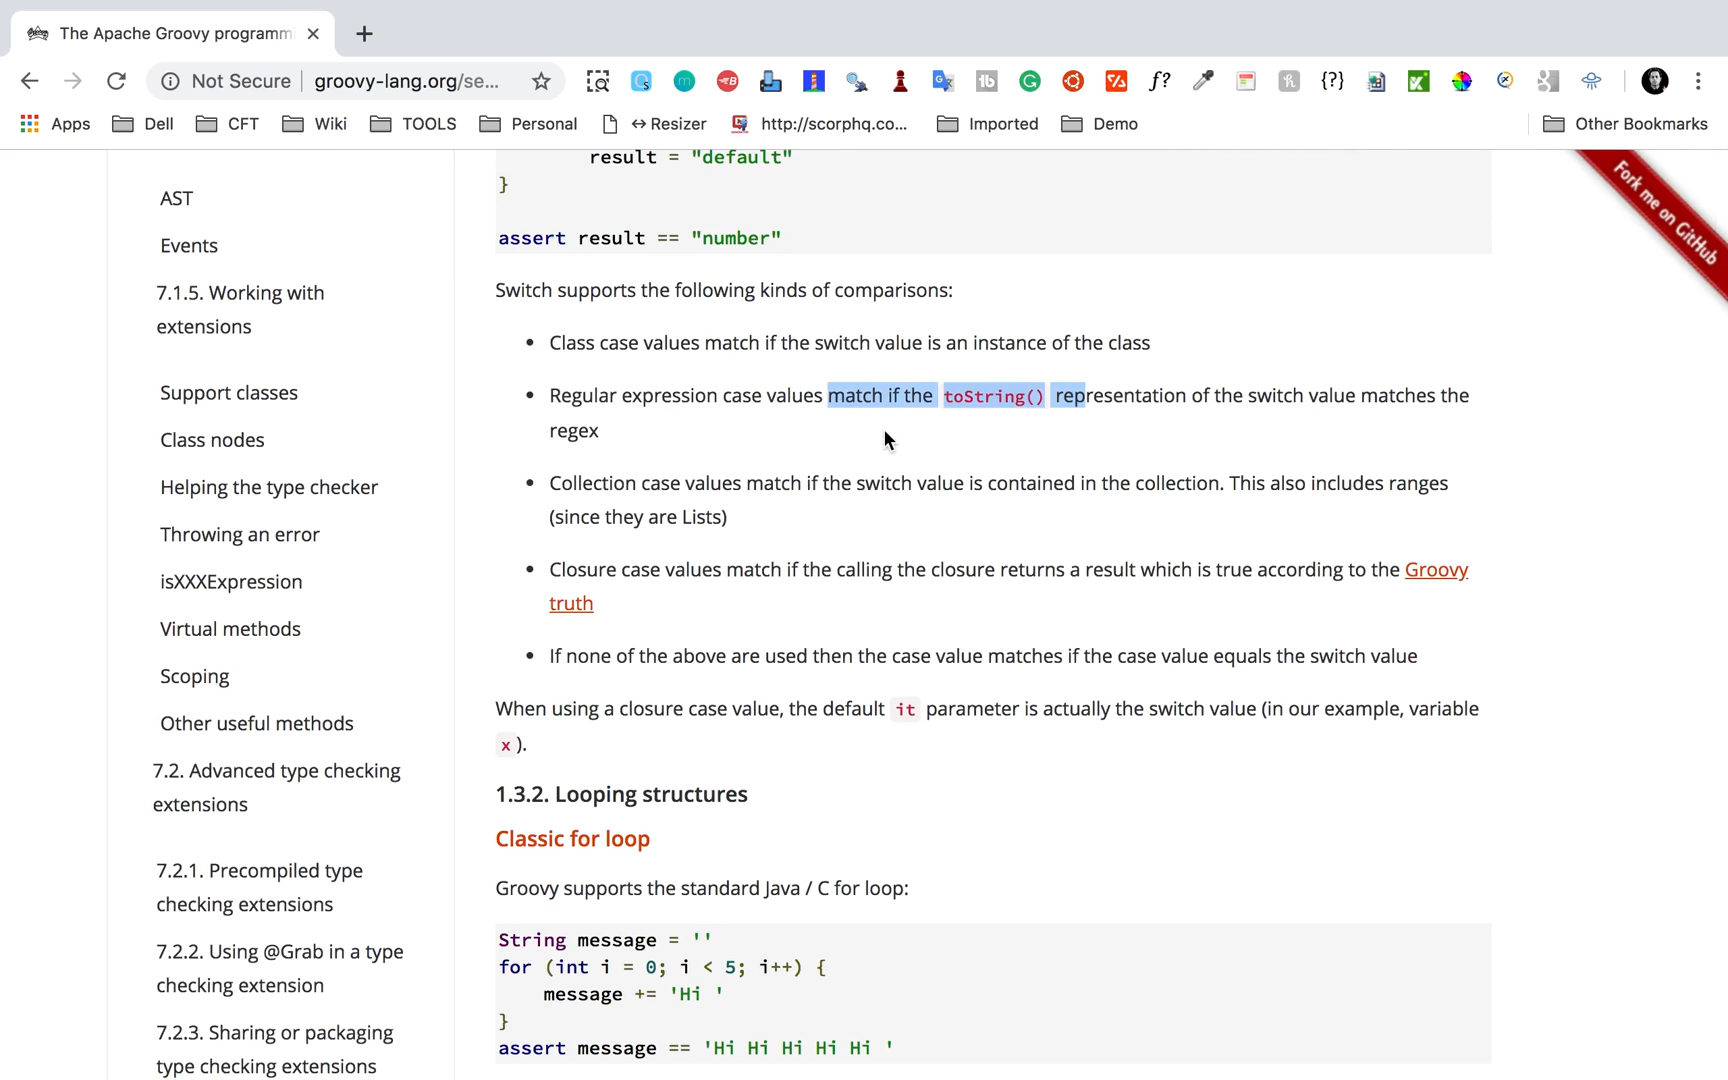 The Apache Groovy programmi
Not Secure
groovy-lang.org/se...
Apps
Dell
CFT
Wiki
TOOLS
Personal
↔ Resizer
http://scorphq.co...
Imported
Demo
Other Bookmarks
Fork me on GitHub
AST
Events
7.1.5. Working with
extensions
Support classes
Class nodes
Helping the type checker
Throwing an error
isXXXExpression
Virtual methods
Scoping
Other useful methods
7.2. Advanced type checking
extensions
7.2.1. Precompiled type
checking extensions
7.2.2. Using @Grab in a type
checking extension
7.2.3. Sharing or packaging
type checking extensions
result = "default"
}
assert result == "number"
Switch supports the following kinds of comparisons:
• Class case values match if the switch value is an instance of the class
• Regular expression case values match if the toString() representation of the switch value matches the
regex
• Collection case values match if the switch value is contained in the collection. This also includes ranges
(since they are Lists)
• Closure case values match if the calling the closure returns a result which is true according to the Groovy
truth
• If none of the above are used then the case value matches if the case value equals the switch value
When using a closure case value, the default it parameter is actually the switch value (in our example, variable
x ).
1.3.2. Looping structures
Classic for loop
Groovy supports the standard Java / C for loop:
String message = ''
for (int i = 0; i < 5; i++) {
message += 'Hi '
}
assert message == 'Hi Hi Hi Hi Hi '